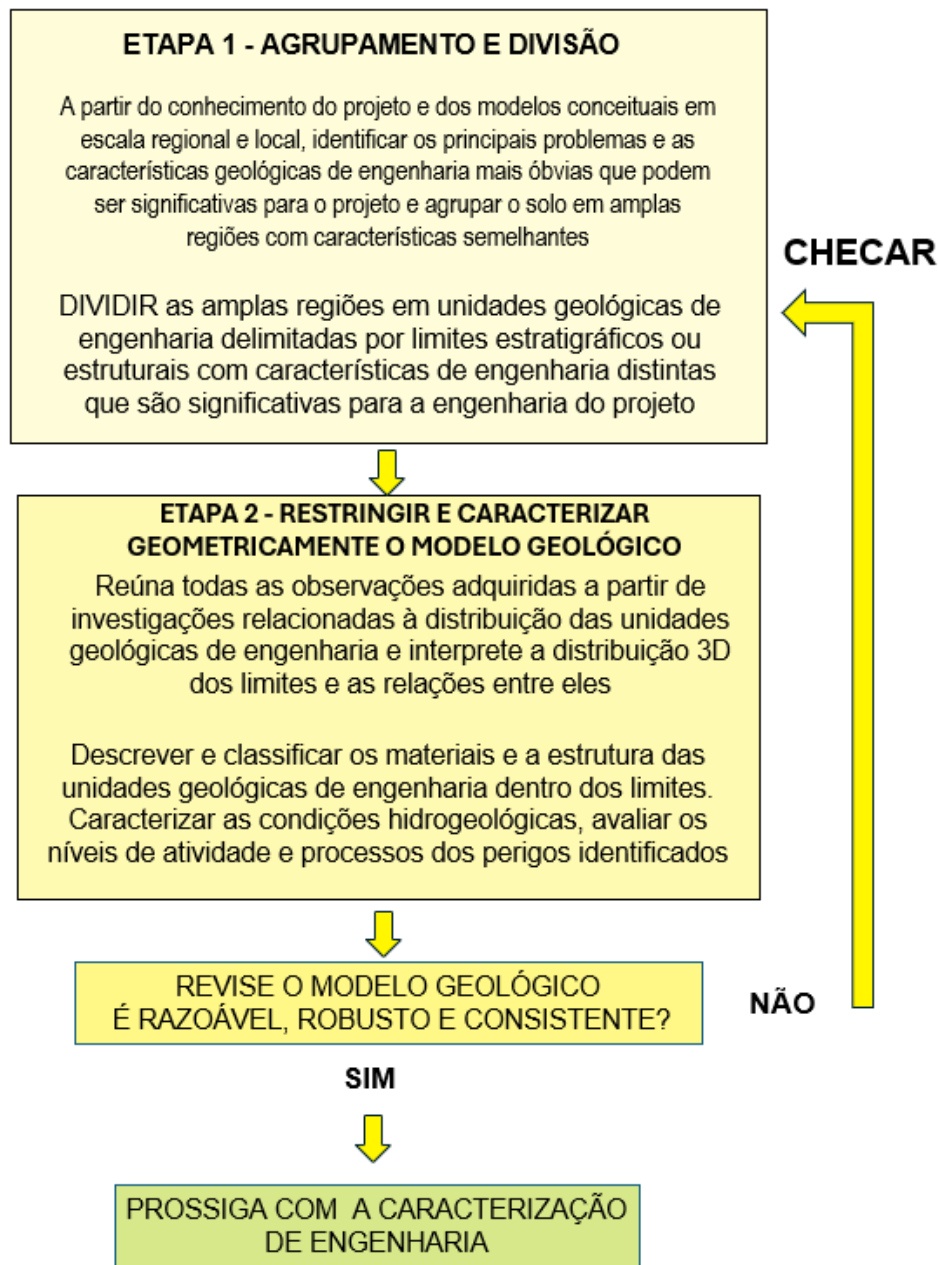 ETAPA 1 - AGRUPAMENTO E DIVISÃO
A partir do conhecimento do projeto e dos modelos conceituais em
escala regional e local, identificar os principais problemas e as
características geológicas de engenharia mais óbvias que podem
ser significativas para o projeto e agrupar o solo em amplas
regiões com características semelhantes
DIVIDIR as amplas regiões em unidades geológicas de
engenharia delimitadas por limites estratigráficos ou
estruturais com características de engenharia distintas
que são significativas para a engenharia do projeto
CHECAR
ETAPA 2 - RESTRINGIR E CARACTERIZAR
GEOMETRICAMENTE O MODELO GEOLÓGICO
Reúna todas as observações adquiridas a partir de
investigações relacionadas à distribuição das unidades
geológicas de engenharia e interprete a distribuição 3D
dos limites e as relações entre eles
Descrever e classificar os materiais e a estrutura das
unidades geológicas de engenharia dentro dos limites.
Caracterizar as condições hidrogeológicas, avaliar os
níveis de atividade e processos dos perigos identificados
REVISE O MODELO GEOLÓGICO
É RAZOÁVEL, ROBUSTO E CONSISTENTE?
NÃO
SIM
PROSSIGA COM A CARACTERIZAÇÃO
DE ENGENHARIA